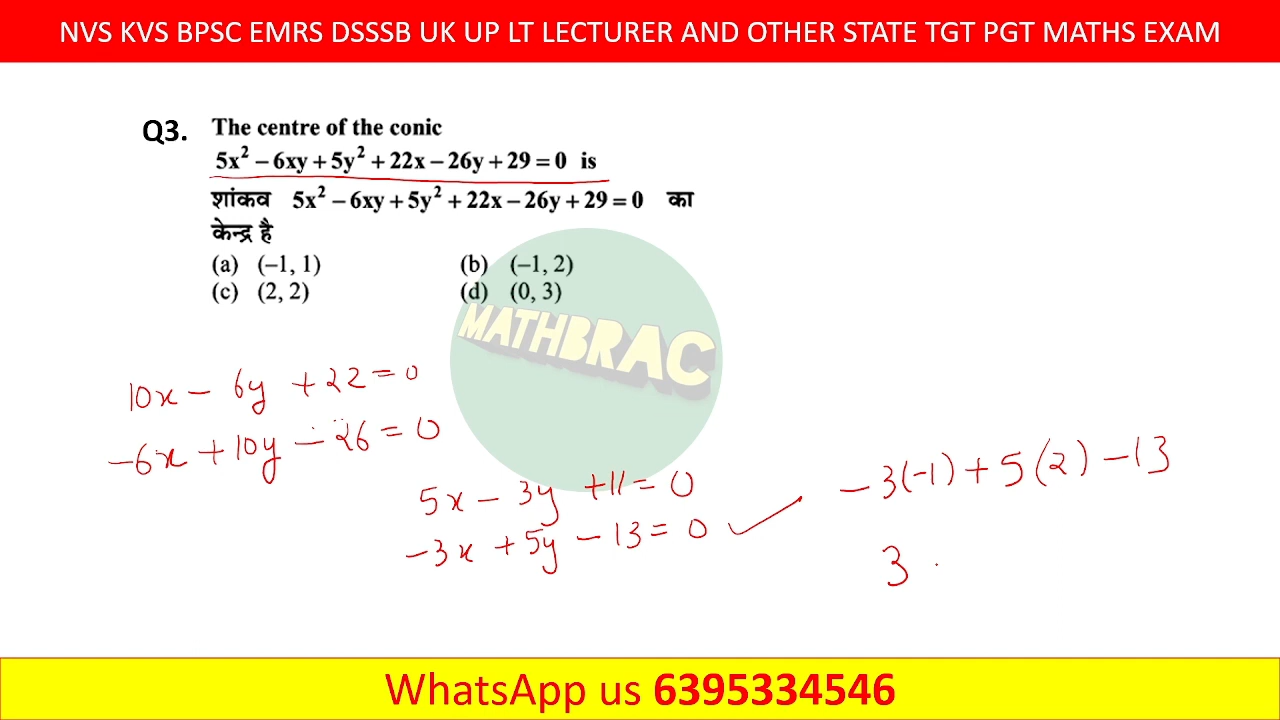 NVS KVS BPSC EMRS DSSSB UK UP LT LECTURER AND OTHER STATE TGT PGT MATHS EXAM
Q3. The centre of the conic
5x² – 6xy + 5y² + 22x – 26y + 29 = 0 is
शांकव 5x² – 6xy + 5y² + 22x – 26y + 29 = 0 का
केन्द्र है
(a) (–1, 1) (b) (–1, 2)
(c) (2, 2) (d) (0, 3)
MATHBRAC
10x – 6y + 22 = 0
–6x + 10y – 26 = 0
5x – 3y + 11 = 0
–3x + 5y – 13 = 0
–3(–1) + 5(2) – 13
3
WhatsApp us 6395334546